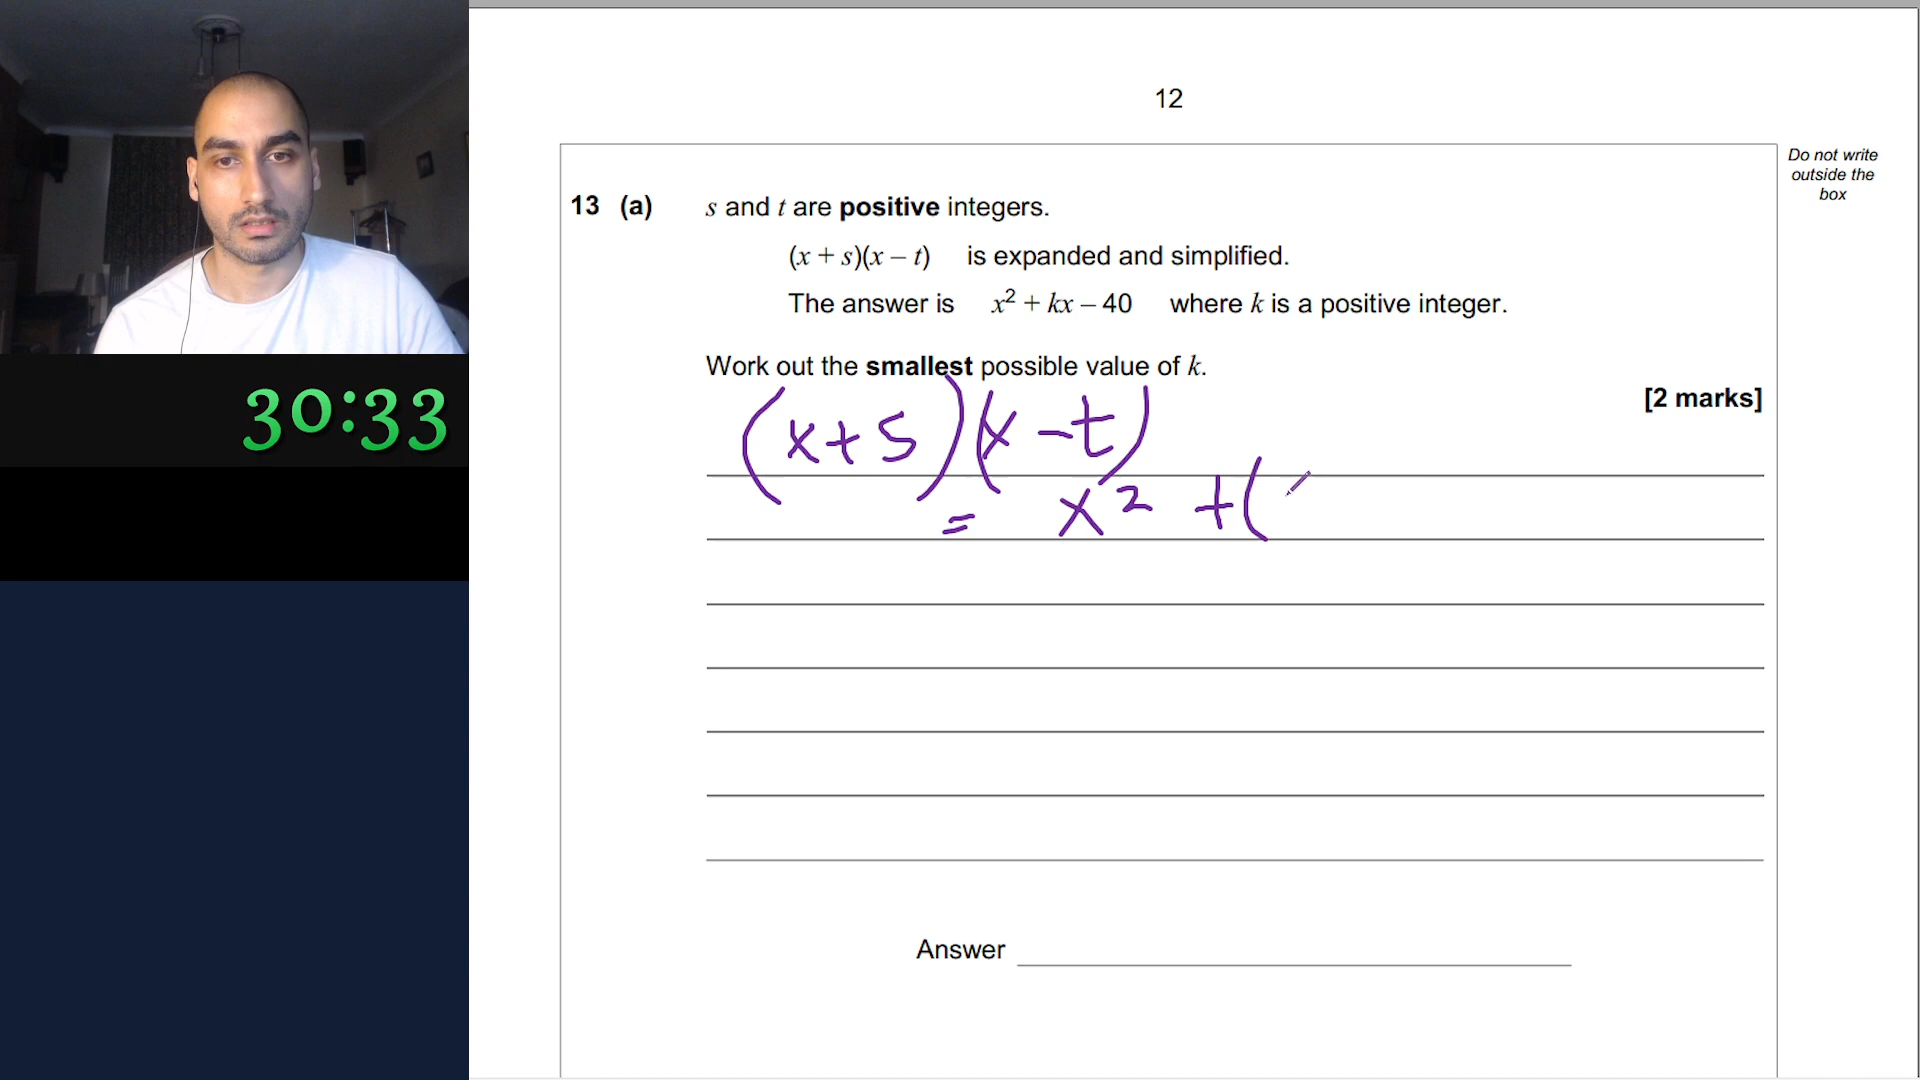 30:33
12
Do not write
outside the
box
13 (a) s and t are positive integers.
(x + s)(x – t) is expanded and simplified.
The answer is x² + kx – 40 where k is a positive integer.
Work out the smallest possible value of k.
[2 marks]
(x+s)(x-t)
= x² +(
Answer